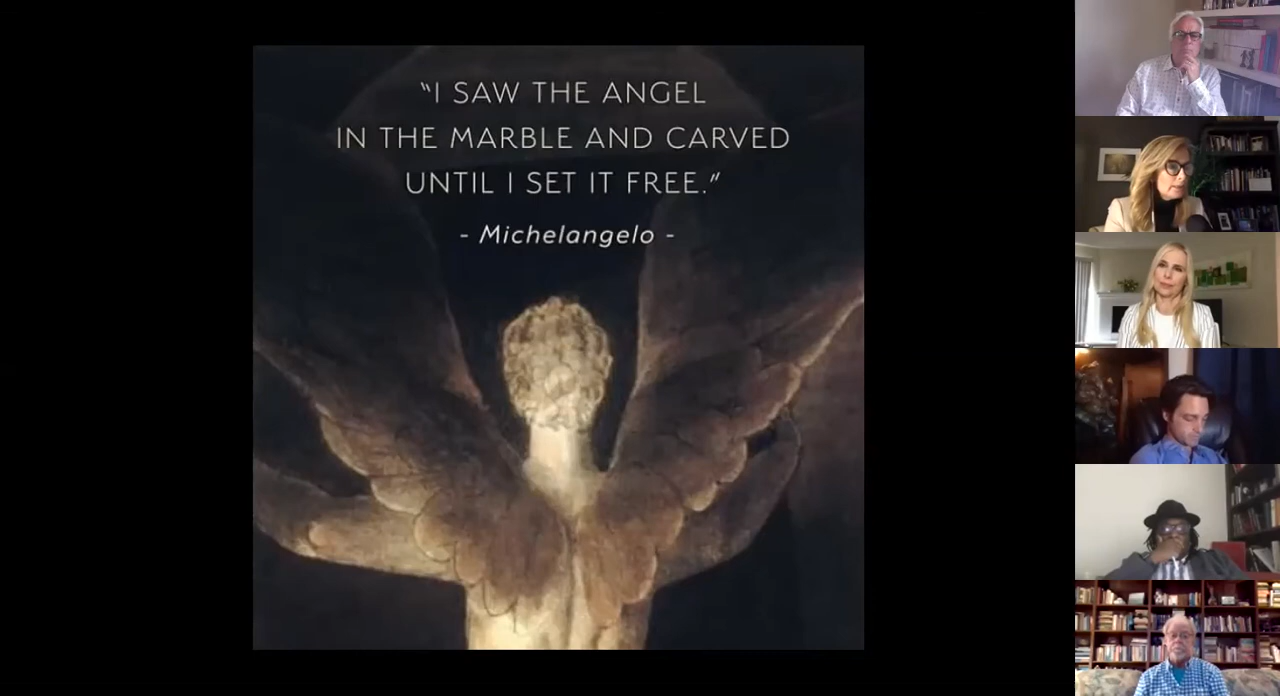 “I SAW THE ANGEL
IN THE MARBLE AND CARVED
UNTIL I SET IT FREE.”
- Michelangelo -